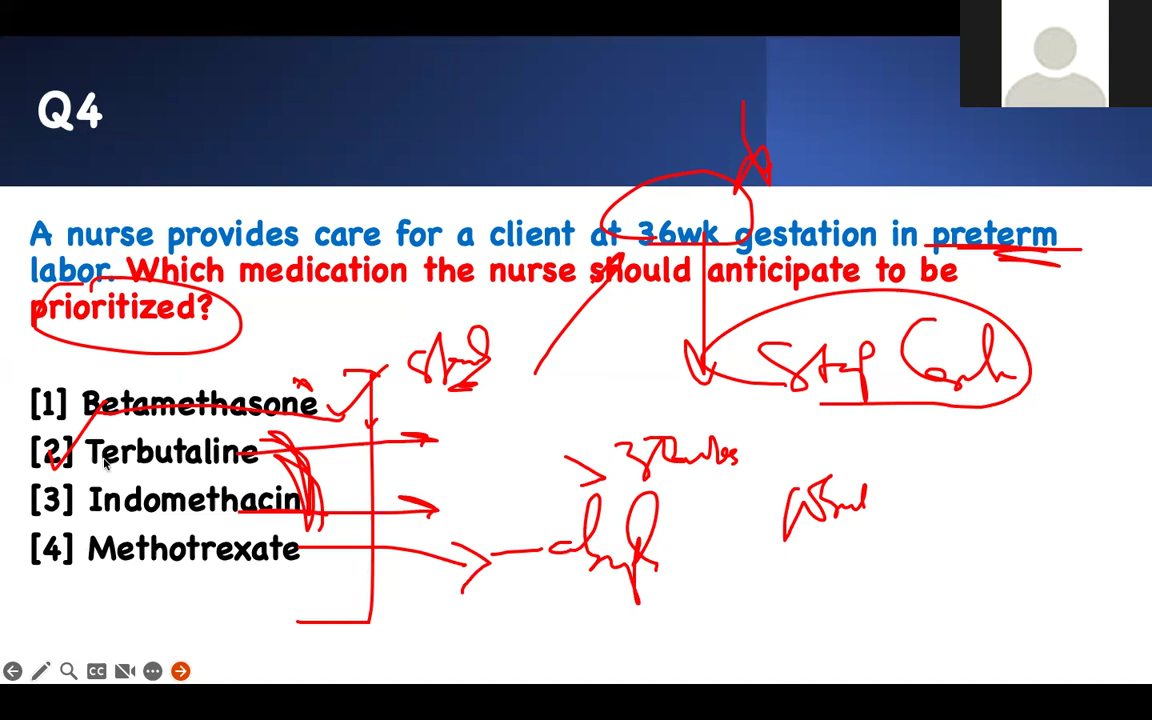 Q4
A nurse provides care for a client at 36wk gestation in preterm
labor. Which medication the nurse should anticipate to be
prioritized?
[1] Betamethasone
[2] Terbutaline
[3] Indomethacin
[4] Methotrexate
CC